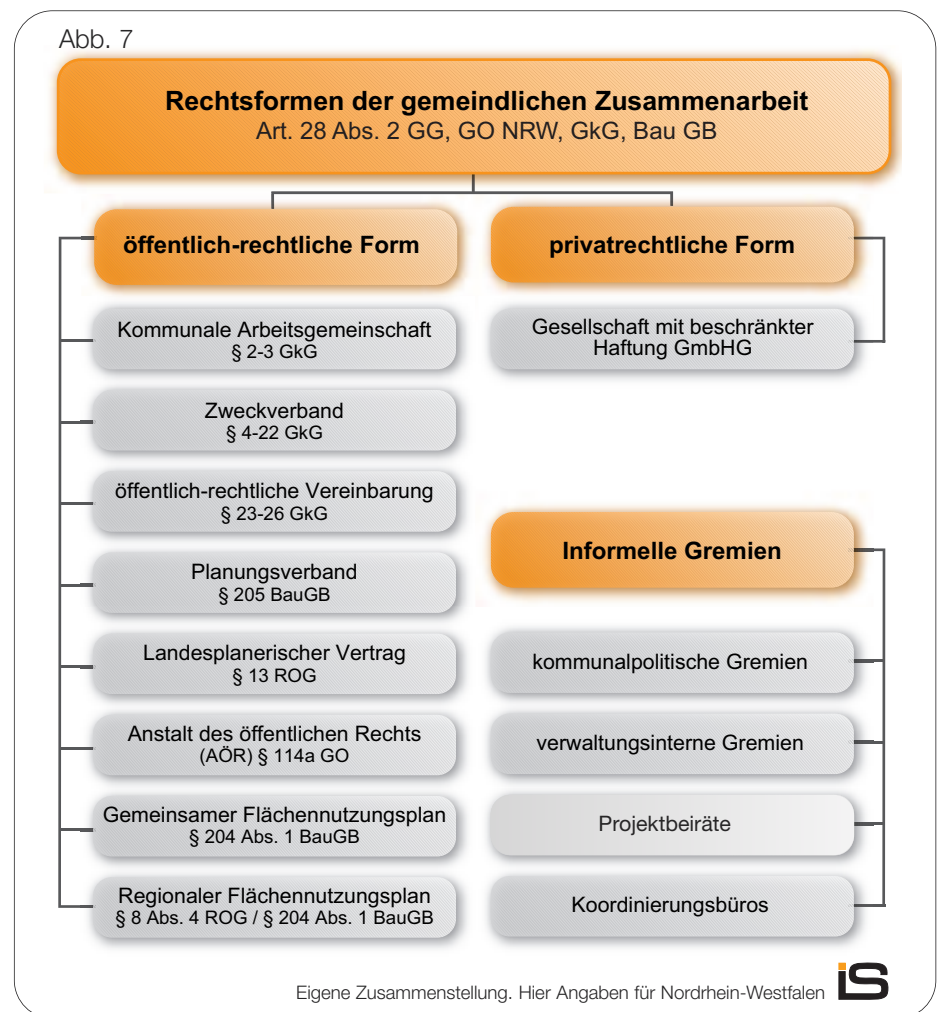 Abb. 7
Rechtsformen der gemeindlichen Zusammenarbeit
Art. 28 Abs. 2 GG, GO NRW, GkG, Bau GB
öffentlich-rechtliche Form
Kommunale Arbeitsgemeinschaft
§ 2-3 GkG
Zweckverband
§ 4-22 GkG
öffentlich-rechtliche Vereinbarung
§ 23-26 GkG
Planungsverband
§ 205 BauGB
Landesplanerischer Vertrag
§ 13 ROG
Anstalt des öffentlichen Rechts
(AÖR) § 114a GO
Gemeinsamer Flächennutzungsplan
§ 204 Abs. 1 BauGB
Regionaler Flächennutzungsplan
§ 8 Abs. 4 ROG / § 204 Abs. 1 BauGB
privatrechtliche Form
Gesellschaft mit beschränkter
Haftung GmbHG
Informelle Gremien
kommunalpolitische Gremien
verwaltungsinterne Gremien
Projektbeiräte
Koordinierungsbüros
Eigene Zusammenstellung. Hier Angaben für Nordrhein-Westfalen
iS